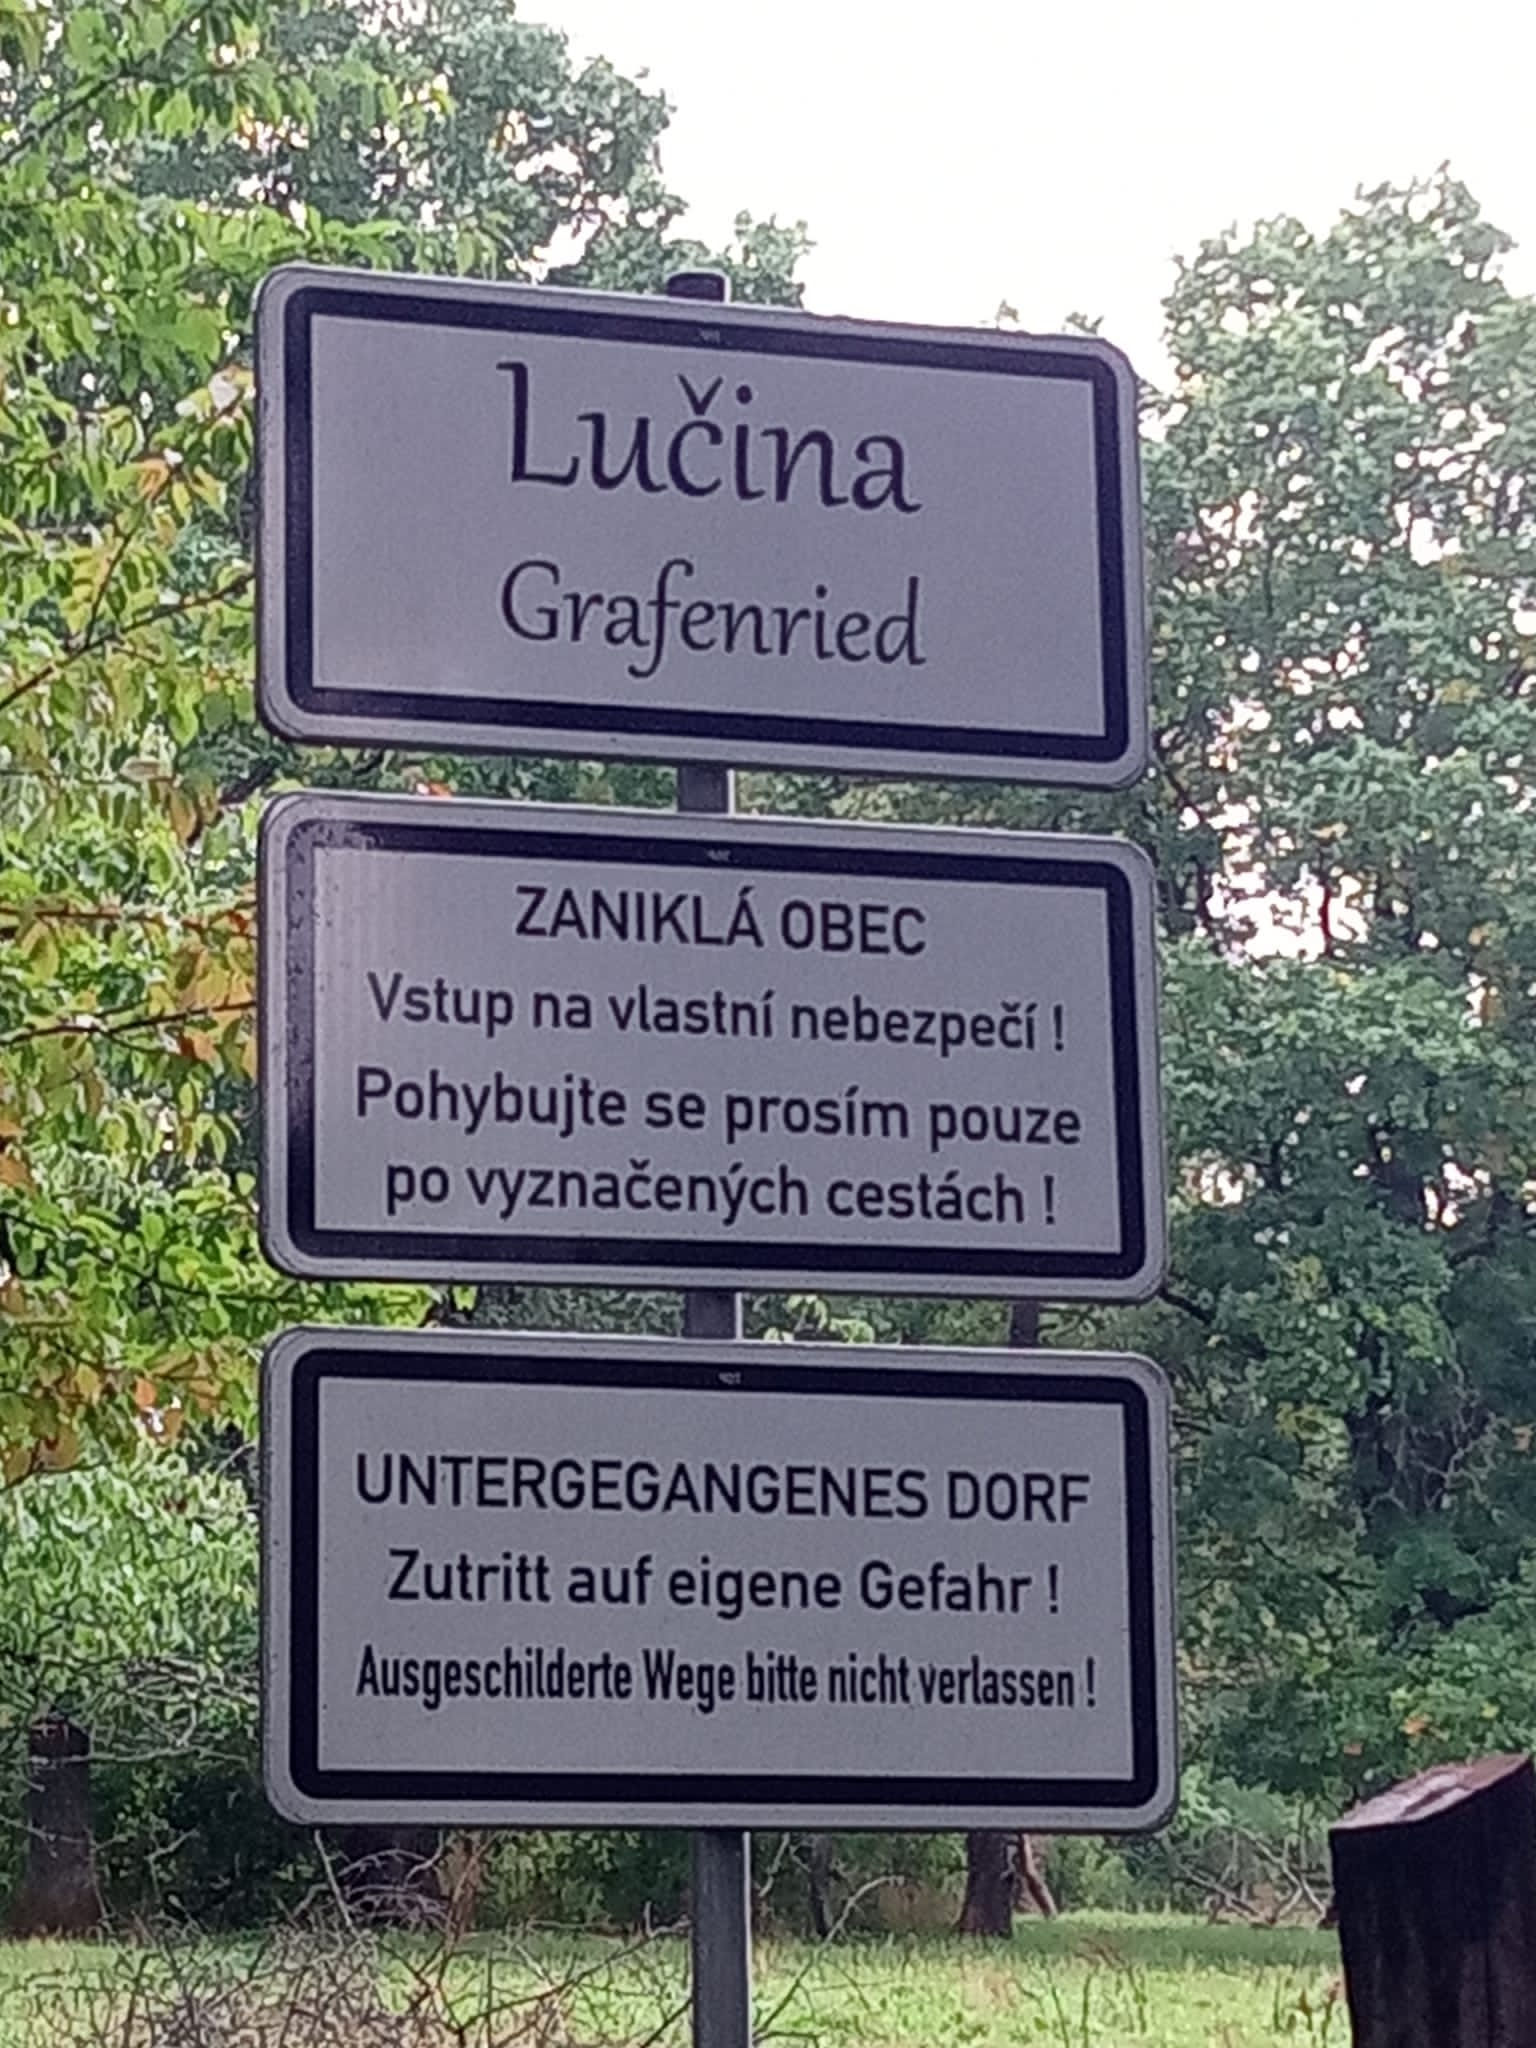 Lučina
Grafenried
ZANIKLÁ OBEC
Vstup na vlastní nebezpečí !
Pohybujte se prosím pouze
po vyznačených cestách !
UNTERGEGANGENES DORF
Zutritt auf eigene Gefahr !
Ausgeschilderte Wege bitte nicht verlassen !